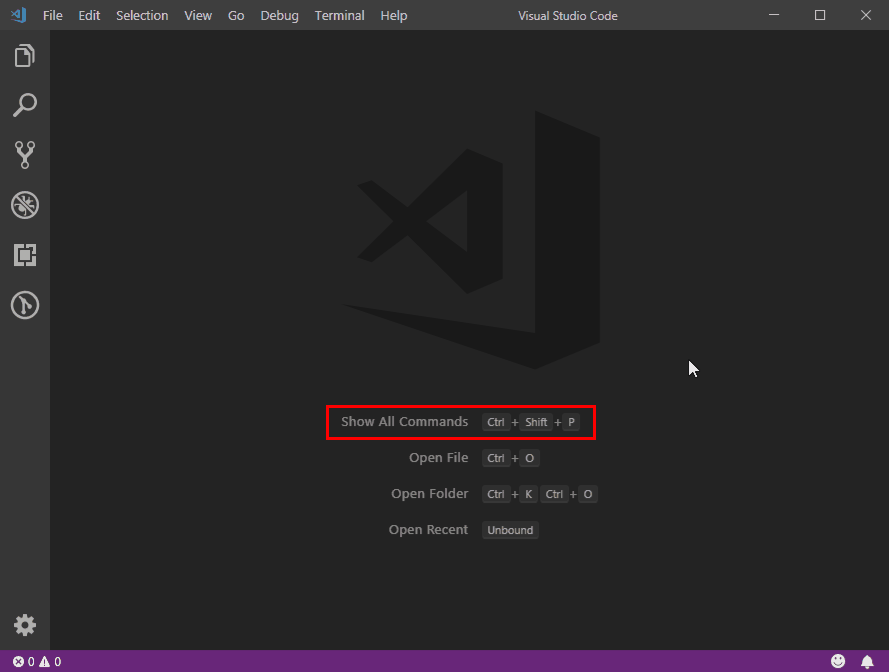 File Edit Selection View Go Debug Terminal Help Visual Studio Code
Show All Commands Ctrl + Shift + P
Open File Ctrl + O
Open Folder Ctrl + K Ctrl + O
Open Recent Unbound
0 0